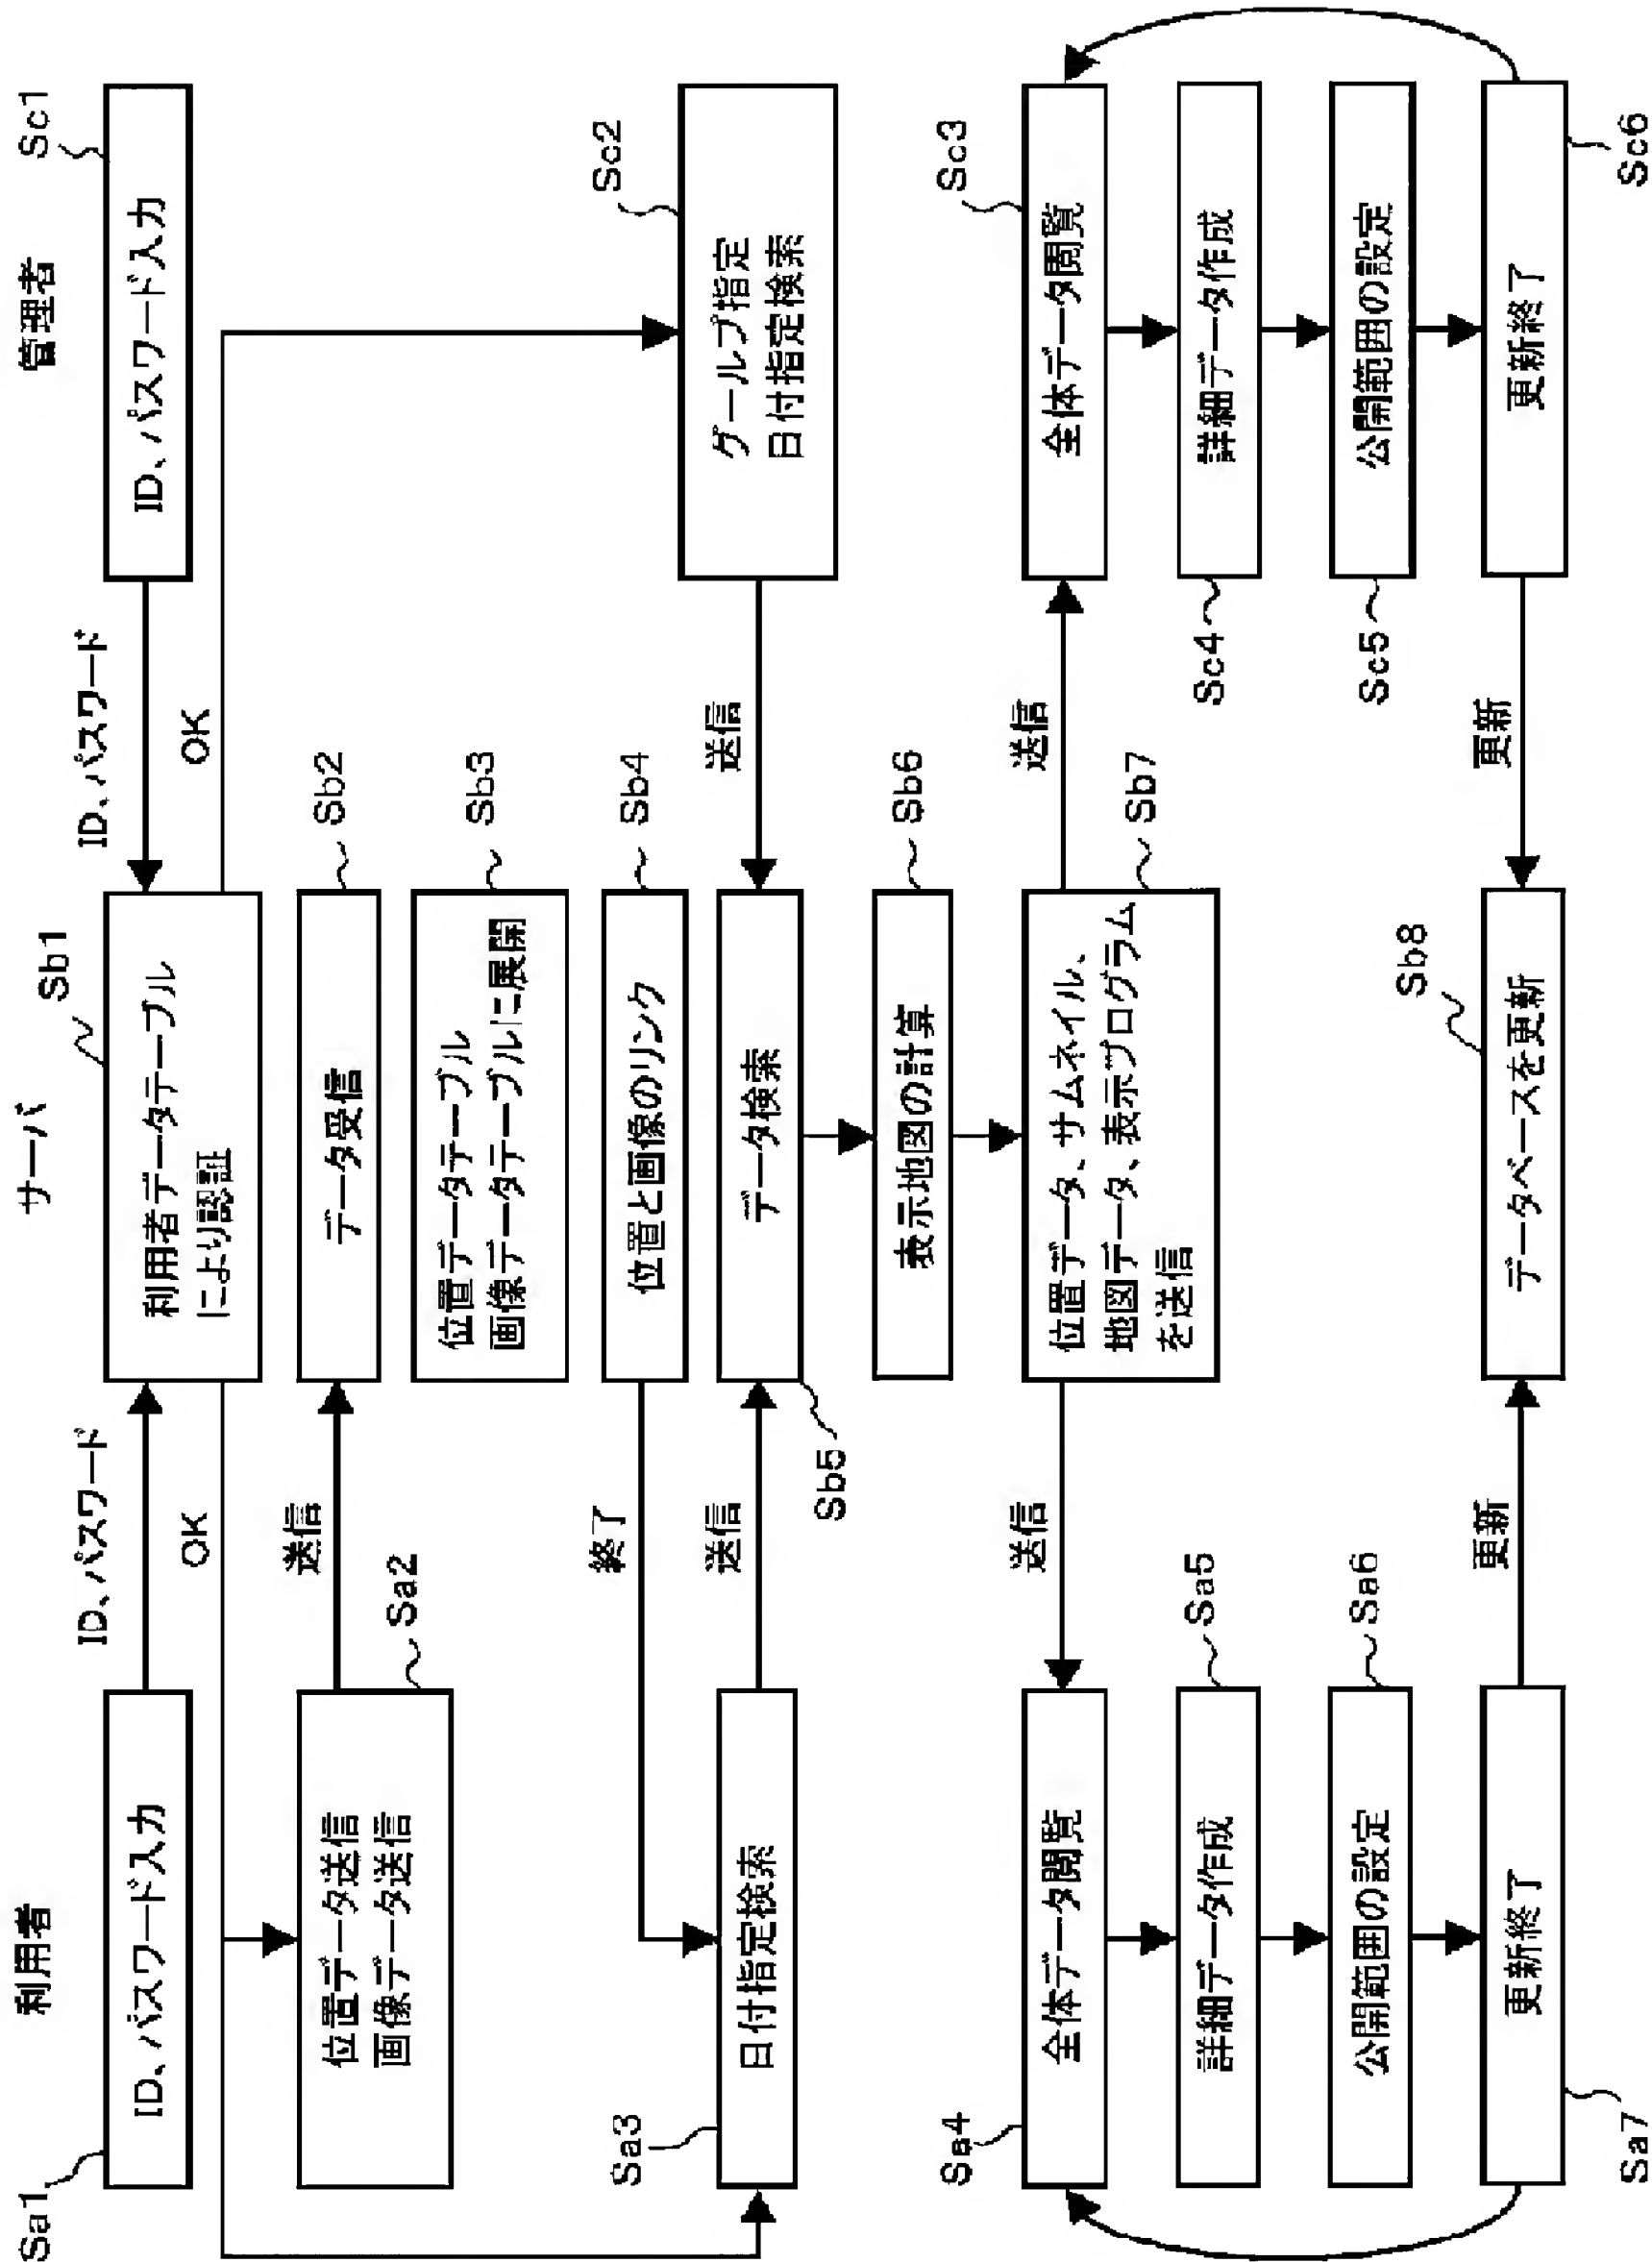 利用者
サーバ
管理者
Sa1
ID、パスワード入力
ID、パスワード
OK
Sb1
利用者データテーブル
により認証
ID、パスワード
OK
Sc1
ID、パスワード入力
位置データ送信
画像データ送信
Sa2
送信
データ受信
Sb2
位置データテーブル
画像データテーブルに展開
Sb3
終了
位置と画像のリンク
Sb4
Sa3
日付指定検索
送信
Sb5
データ検索
送信
Sc2
グールプ指定
日付指定検索
表示地図の計算
Sb6
Sa4
全体データ閲覧
送信
位置データ、サムネイル、
地図データ、表示プログラム
を送信
Sb7
送信
Sc3
全体データ閲覧
詳細データ作成
Sa5
Sc4
詳細データ作成
公開範囲の設定
Sa6
Sc5
公開範囲の設定
Sa7
更新終了
更新
Sb8
データベースを更新
更新
更新終了
Sc6